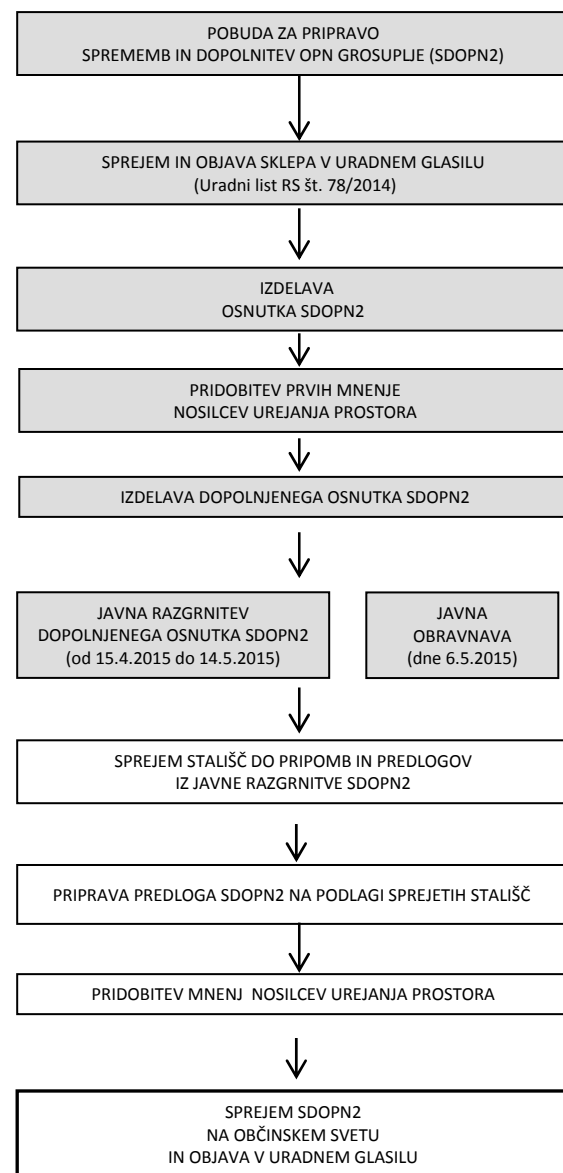 POBUDA ZA PRIPRAVO
SPREMEMB IN DOPOLNITEV OPN GROSUPLJE (SDOPN2)
SPREJEM IN OBJAVA SKLEPA V URADNEM GLASILU
(Uradni list RS št. 78/2014)
IZDELAVA
OSNUTKA SDOPN2
PRIDOBITEV PRVIH MNENJE
NOSILCEV UREJANJA PROSTORA
IZDELAVA DOPOLNJENEGA OSNUTKA SDOPN2
JAVNA RAZGRNITEV
DOPOLNJENEGA OSNUTKA SDOPN2
(od 15.4.2015 do 14.5.2015)
JAVNA
OBRAVNAVA
(dne 6.5.2015)
SPREJEM STALIŠČ DO PRIPOMB IN PREDLOGOV
IZ JAVNE RAZGRNITVE SDOPN2
PRIPRAVA PREDLOGA SDOPN2 NA PODLAGI SPREJETIH STALIŠČ
PRIDOBITEV MNENJ NOSILCEV UREJANJA PROSTORA
SPREJEM SDOPN2
NA OBČINSKEM SVETU
IN OBJAVA V URADNEM GLASILU